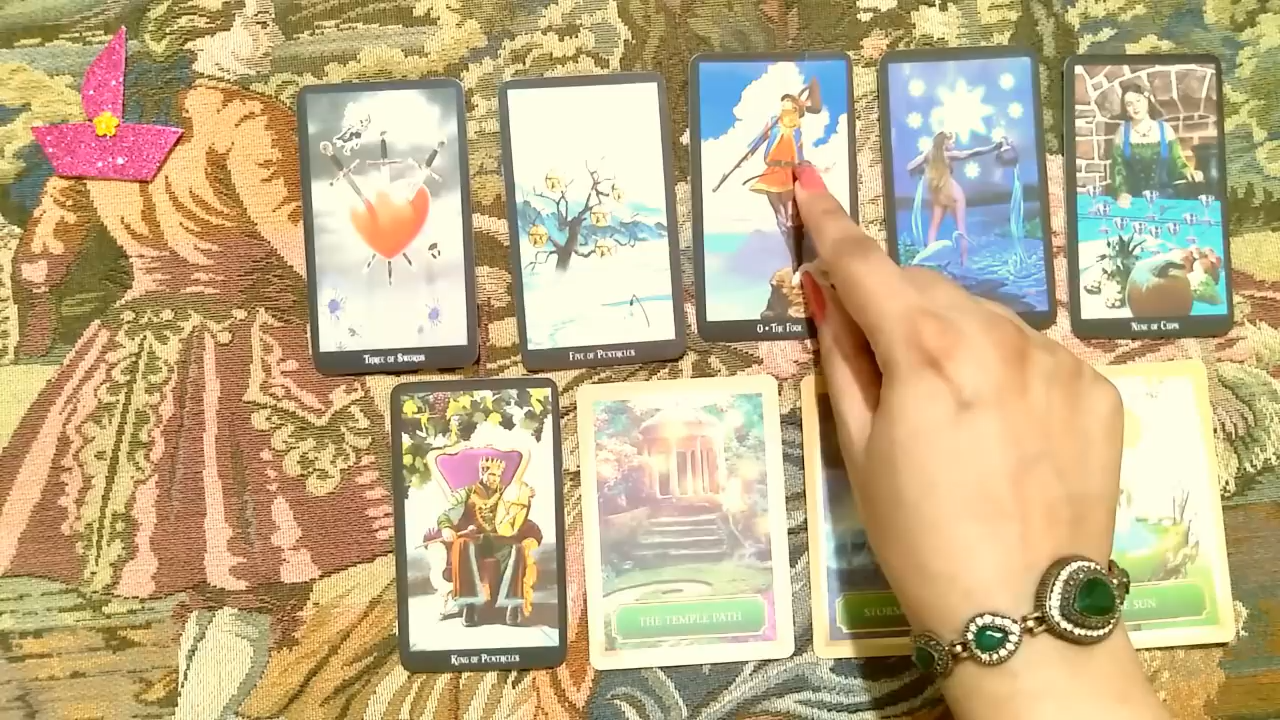 THREE OF SWORDS
FIVE OF PENTACLES
0 • THE FOOL
NINE OF CUPS
KING OF PENTACLES
THE TEMPLE PATH
SUN